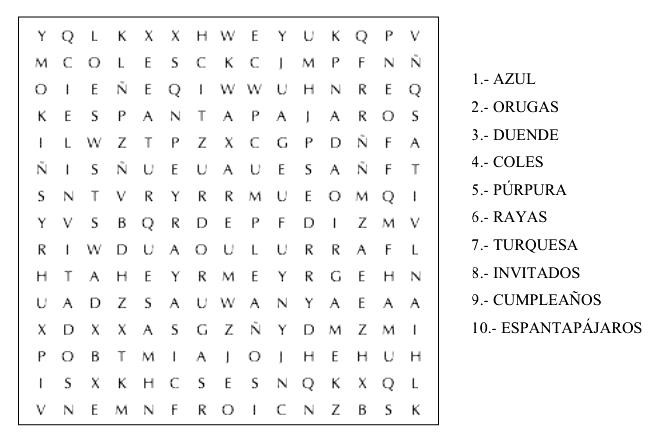 Y Q L K X X H W E Y U K Q P V
M C O L E S C K C J M P F N Ñ
O I E Ñ E Q I W W U H N R E Q
K E S P A N T A P A J A R O S
I L W Z T P Z X C G P D Ñ F A
Ñ I S Ñ U E U A U E S A Ñ F T
S N T V R Y R R M U E O M Q I
Y V S B Q R D E P F D I Z M V
R I W D U A O U L U R R A F L
H T A H E Y R M E Y R G E H N
U A D Z S A U W A N Y A E A A
X D X X A S G Z Ñ Y D M Z M I
P O B T M I A J O J H E H U H
I S X K H C S E S N Q K X Q L
V N E M N F R O I C N Z B S K
1.- AZUL
2.- ORUGAS
3.- DUENDE
4.- COLES
5.- PÚRPURA
6.- RAYAS
7.- TURQUESA
8.- INVITADOS
9.- CUMPLEAÑOS
10.- ESPANTAPÁJAROS